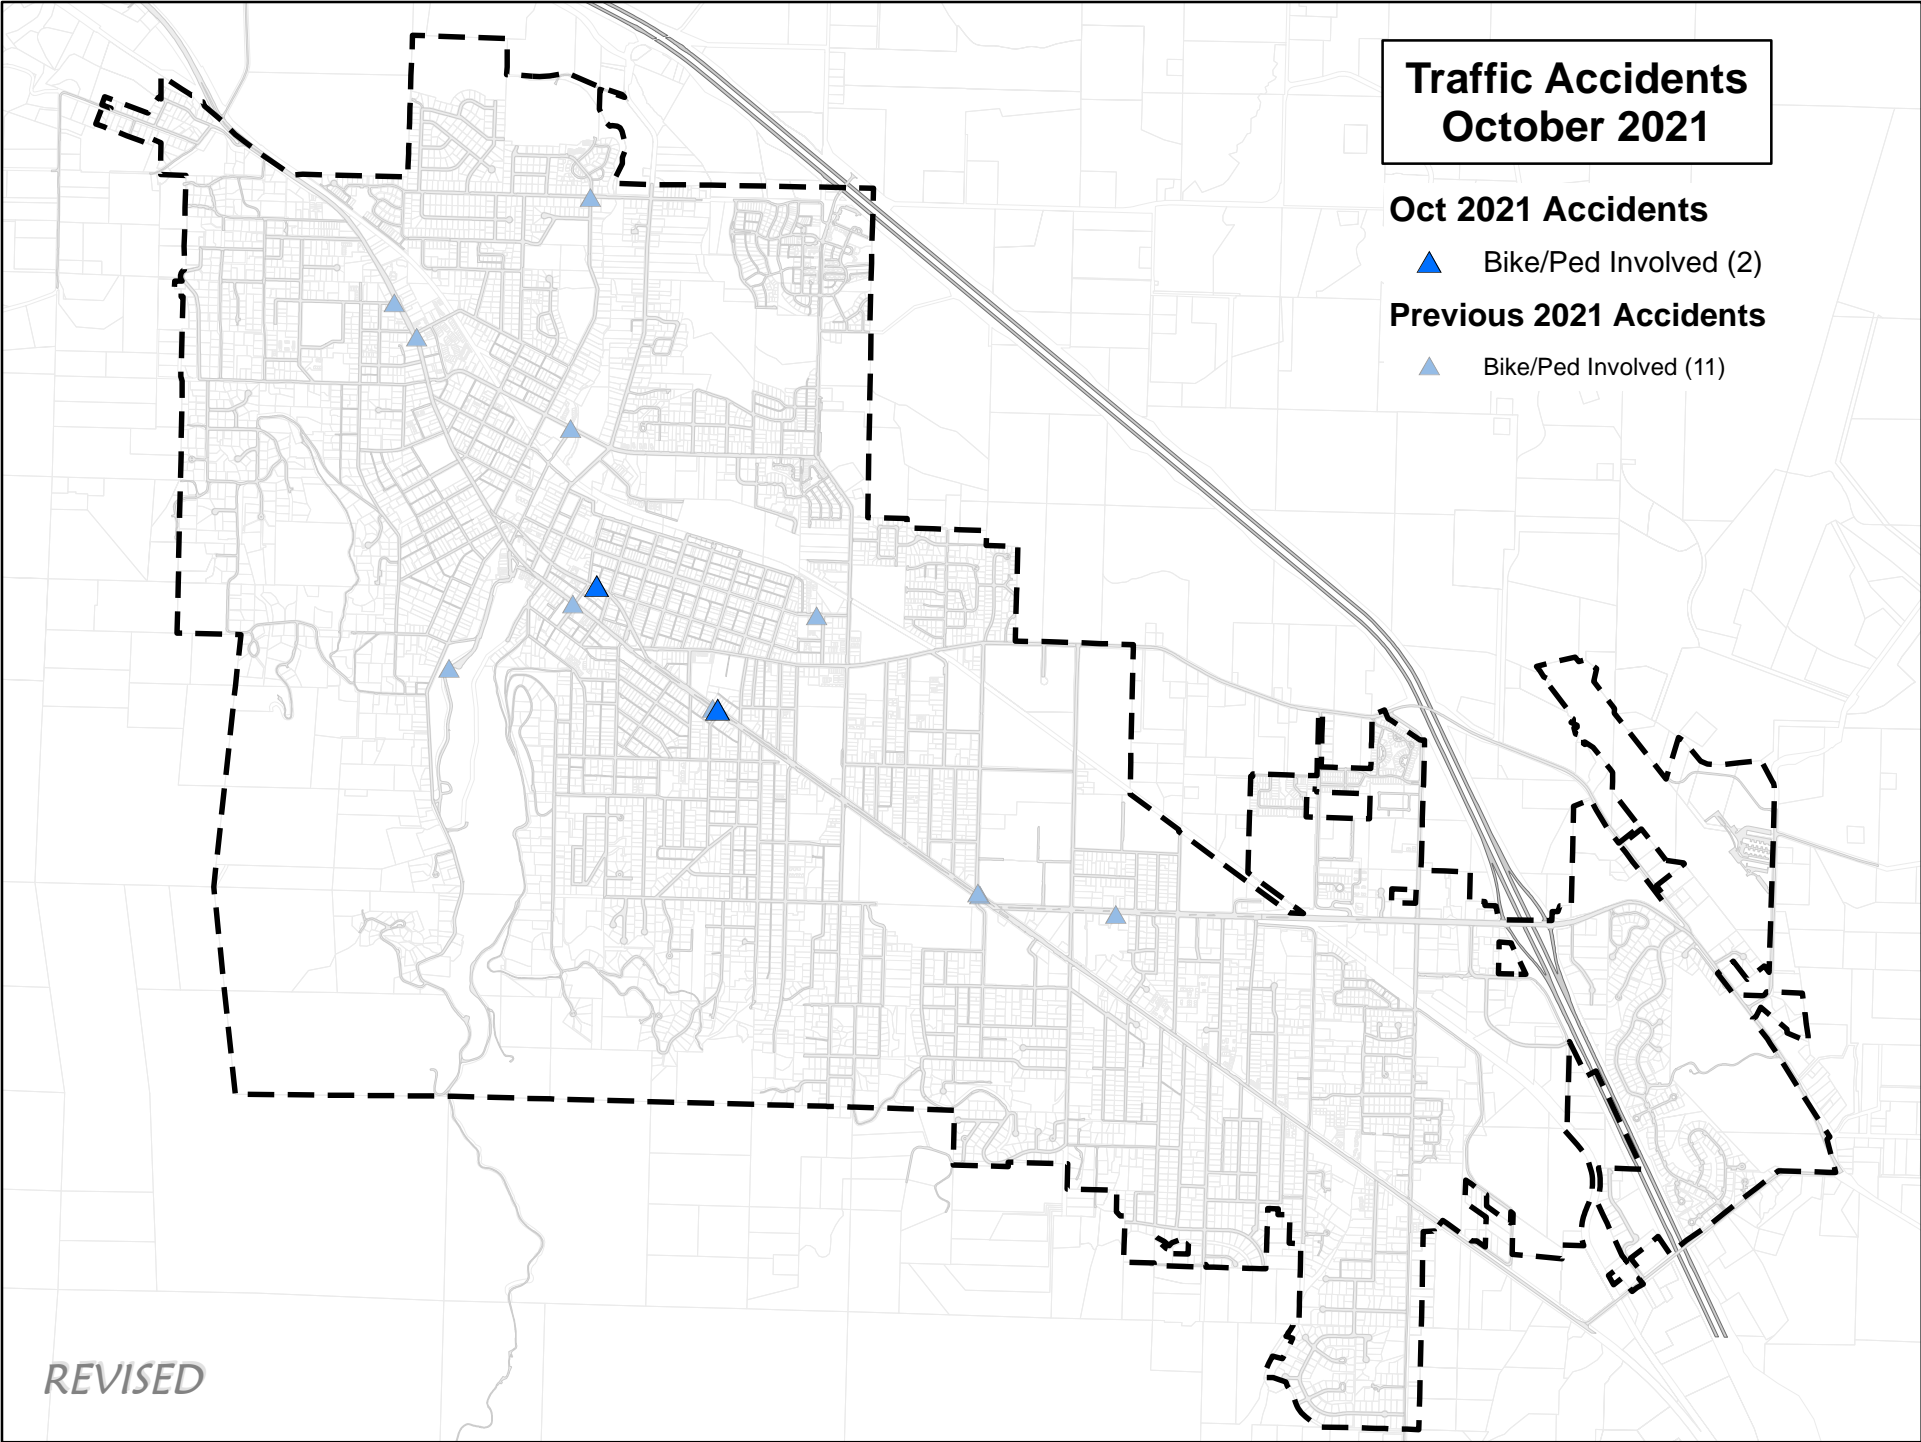 Traffic Accidents
October 2021
Oct 2021 Accidents
Bike/Ped Involved (2)
Previous 2021 Accidents
Bike/Ped Involved (11)
REVISED